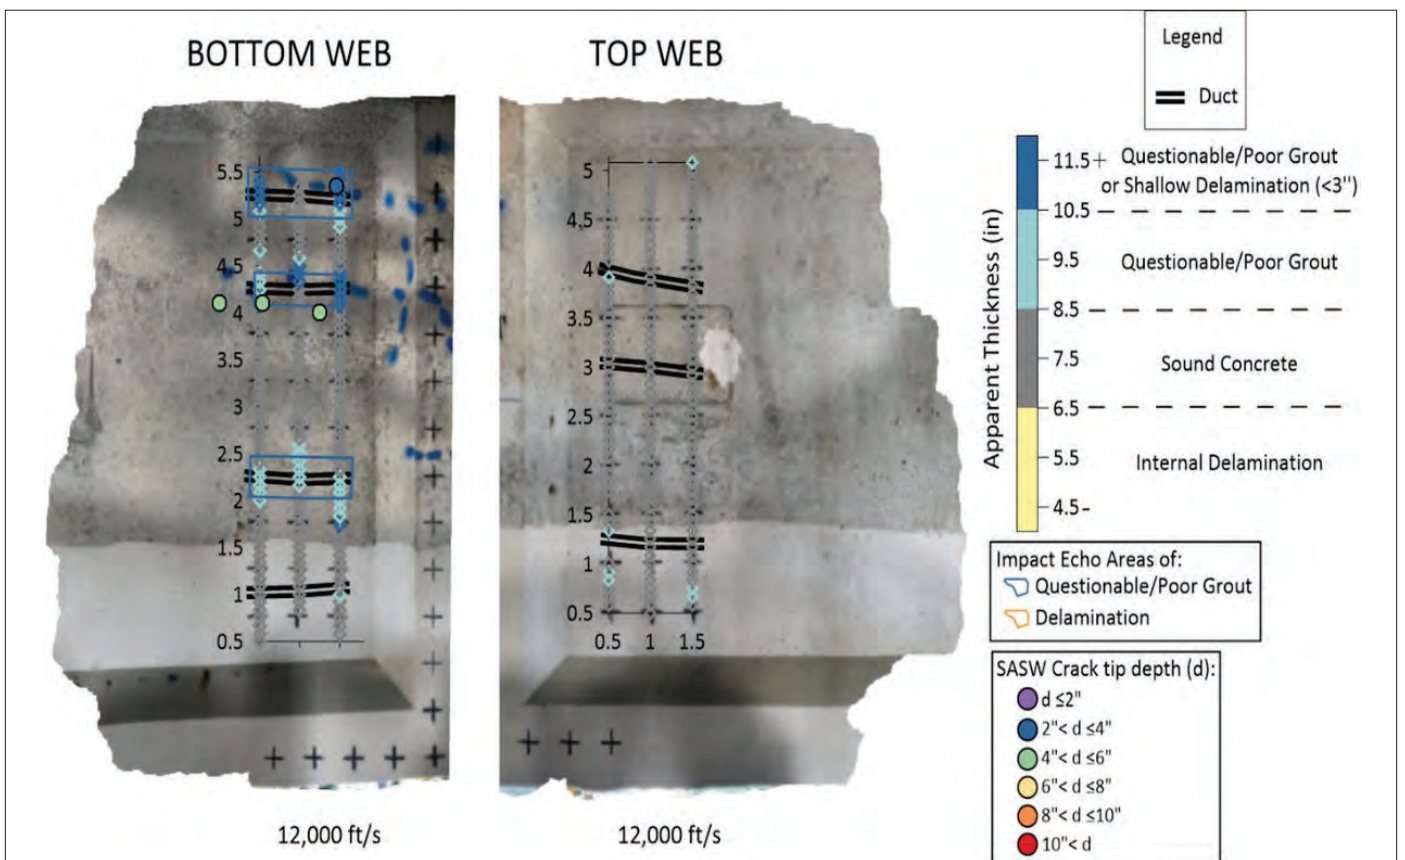 BOTTOM WEB
TOP WEB
5.5
5
4.5
4
3.5
3
2.5
2
1.5
1
0.5
5
4.5
4
3.5
3
2.5
2
1.5
1
0.5
0.5 1 1.5
12,000 ft/s
12,000 ft/s
Legend
Duct
Apparent Thickness (in)
11.5+ Questionable/Poor Grout
or Shallow Delamination (<3")
10.5
9.5 Questionable/Poor Grout
8.5
7.5 Sound Concrete
6.5
5.5 Internal Delamination
4.5-
Impact Echo Areas of:
Questionable/Poor Grout
Delamination
SASW Crack tip depth (d):
d ≤2"
2"< d ≤4"
4"< d ≤6"
6"< d ≤8"
8"< d ≤10"
10"< d